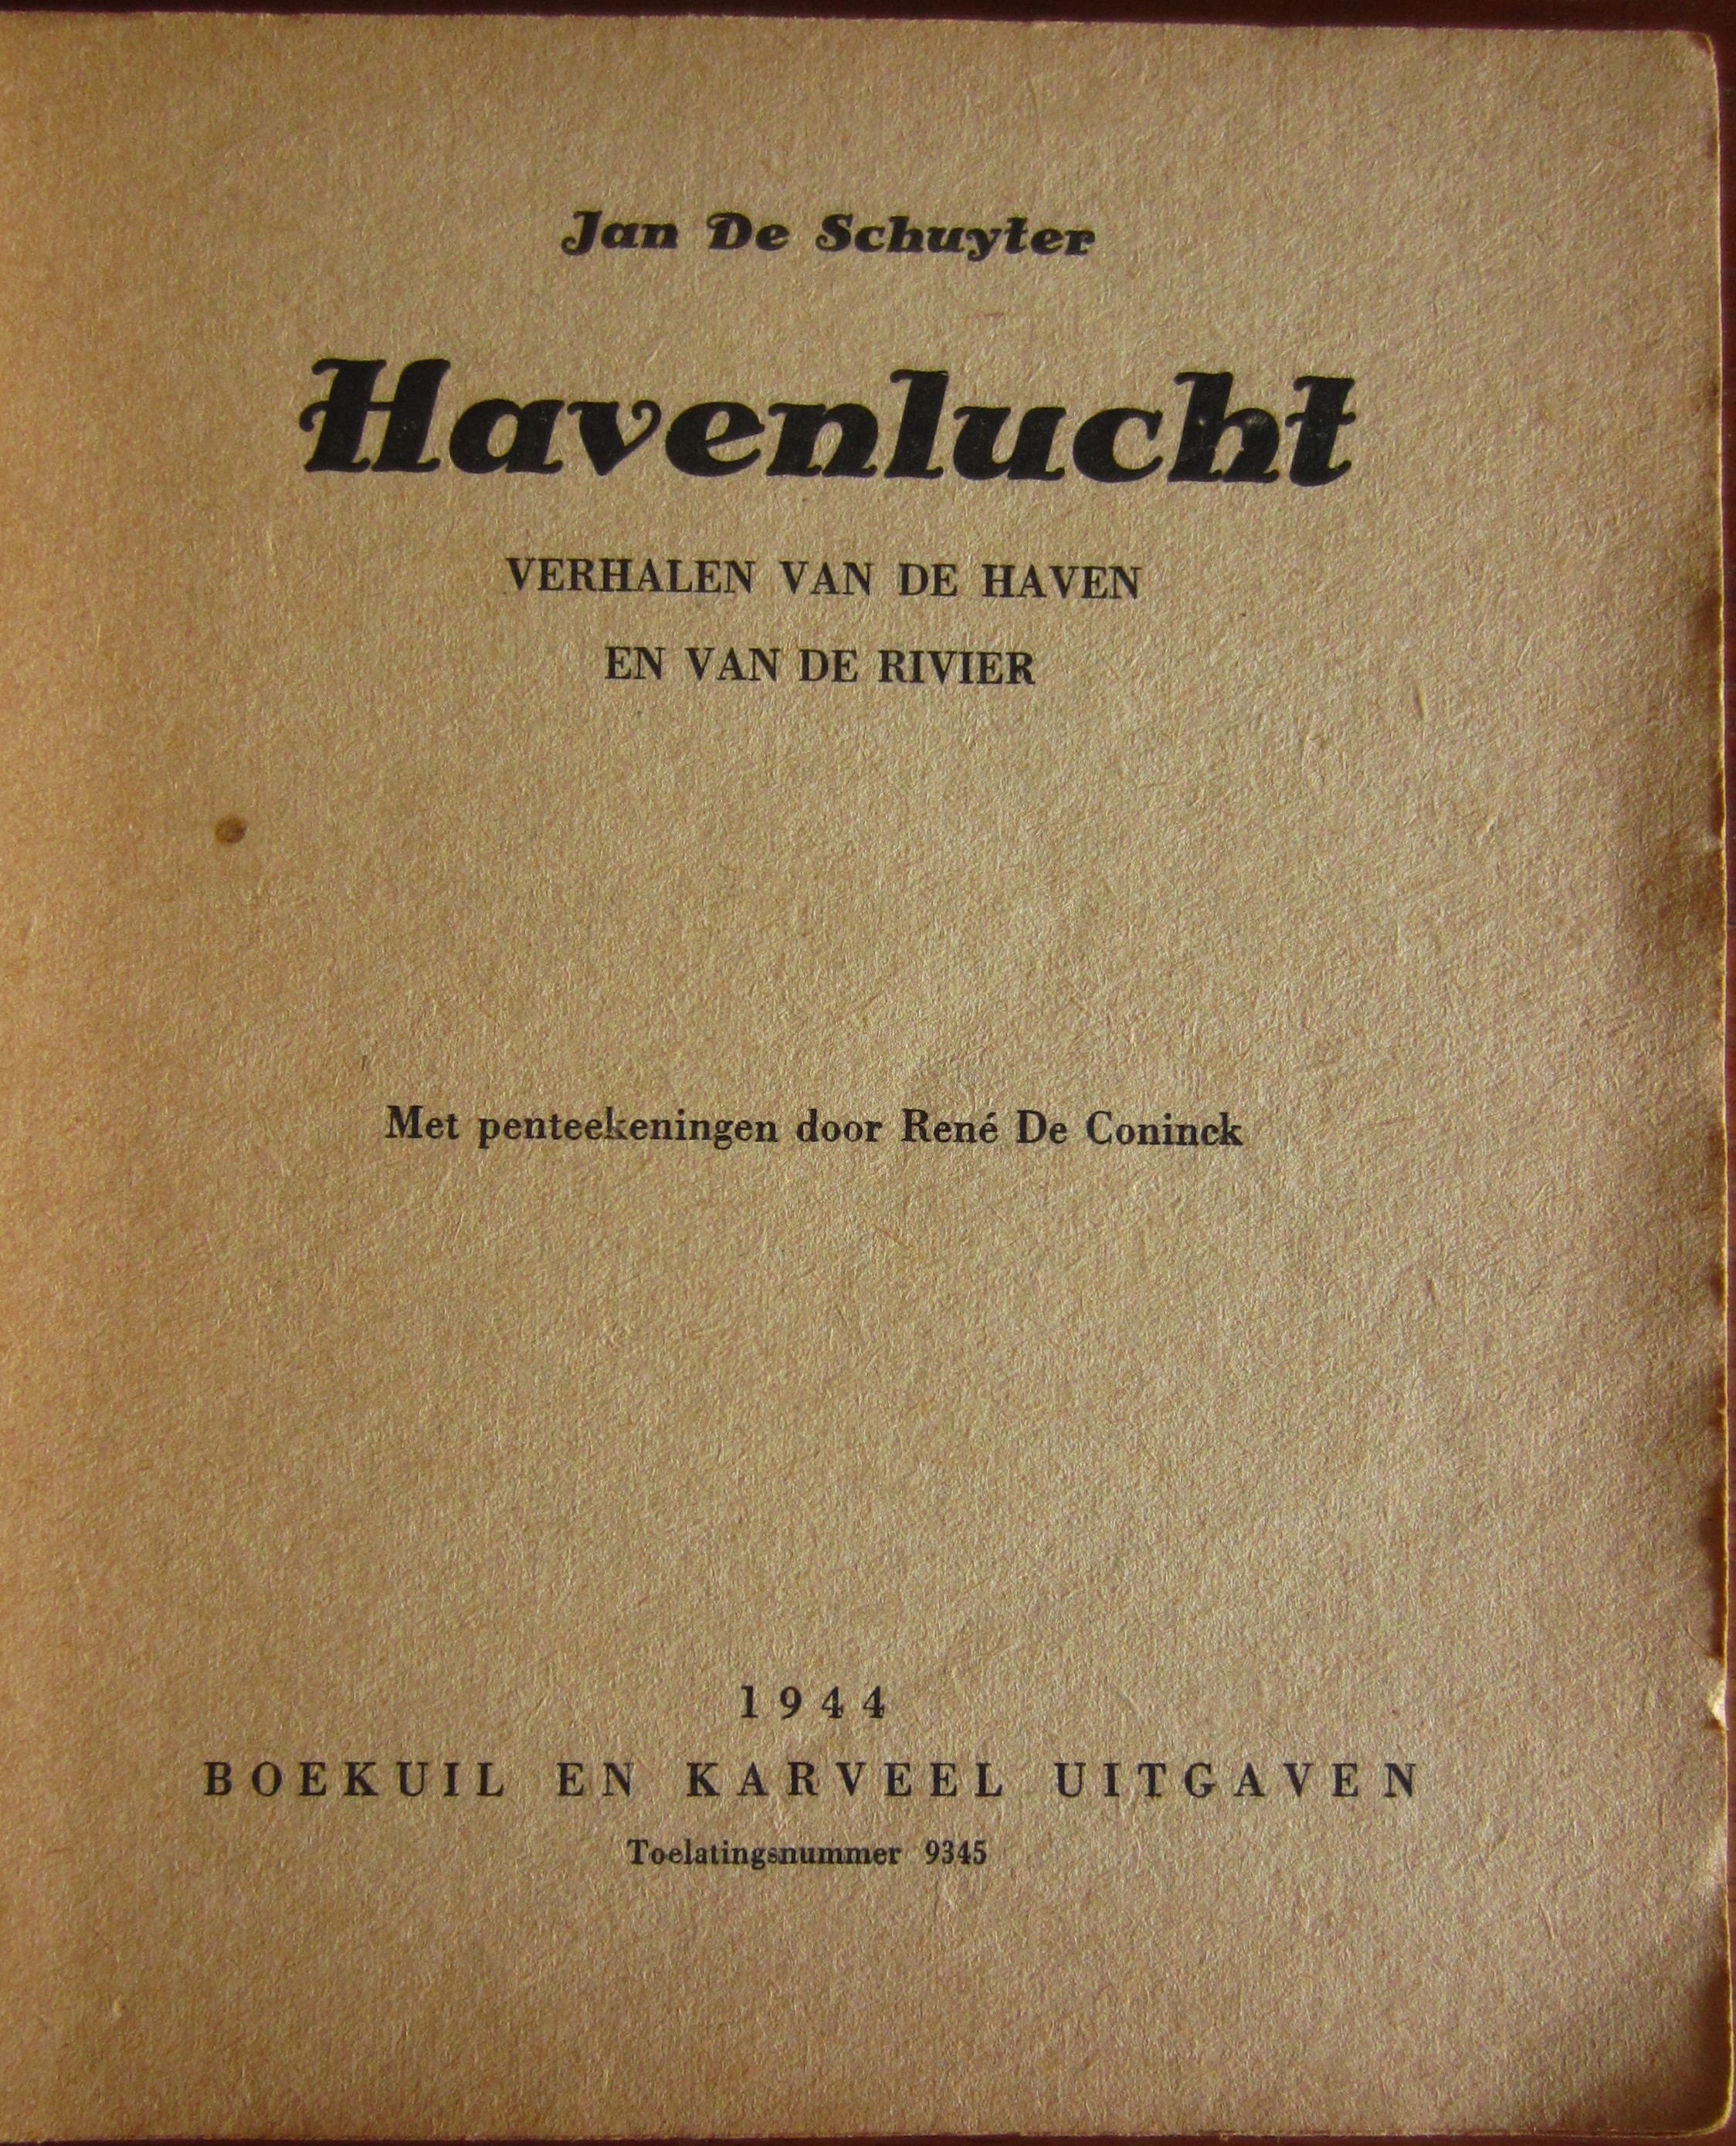 Jan De Schuyter
Havenlucht
VERHALEN VAN DE HAVEN
EN VAN DE RIVIER
Met penteekeningen door René De Coninck
1944
BOEKUIL EN KARVEEL UITGAVEN
Toelatingsnummer 9345